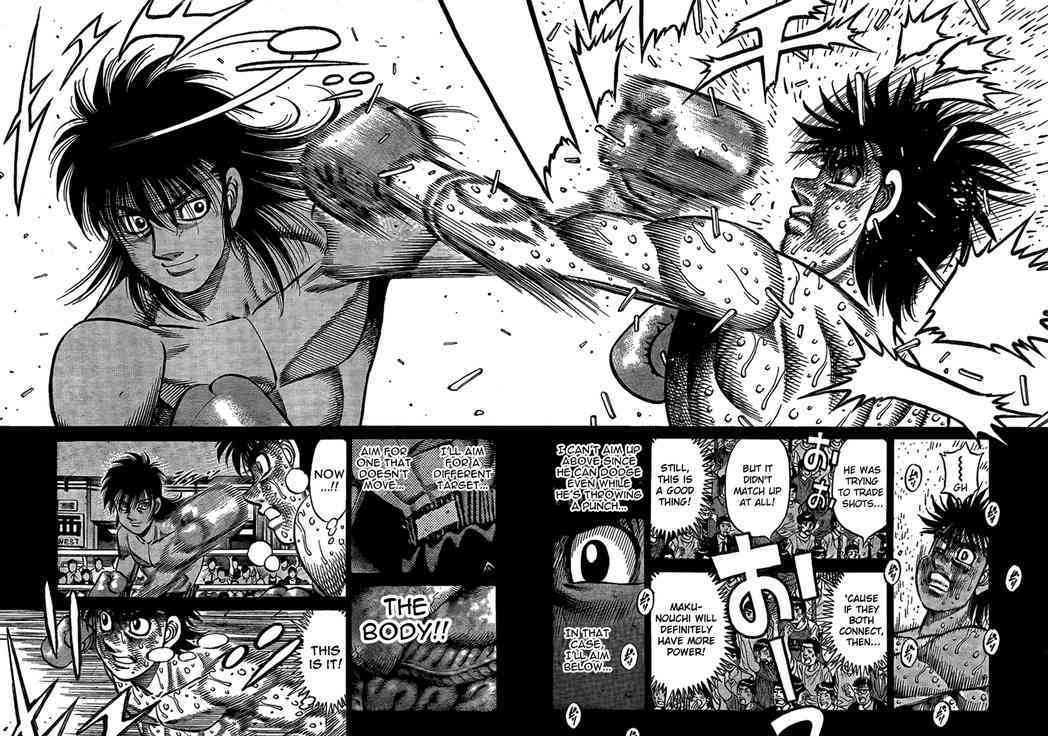 GH
HE WAS
TRYING
TO TRADE
SHOTS...
BUT IT
DIDN'T
MATCH UP
AT ALL!
STILL,
THIS IS
A GOOD
THING!
おおお
'CAUSE
IF THEY
BOTH
CONNECT,
THEN...
MAKU-
NOUCHI WILL
DEFINITELY
HAVE MORE
POWER!
おお
I CAN'T AIM UP
ABOVE SINCE
HE CAN DODGE
EVEN WHILE
HE'S THROWING
A PUNCH...
IN THAT
CASE,
I'LL AIM
BELOW...
I'LL AIM
FOR A
DIFFERENT
TARGET...
AIM FOR
ONE THAT
DOESN'T
MOVE...
THE
BODY!!
NOW
...!!
THIS
IS IT!